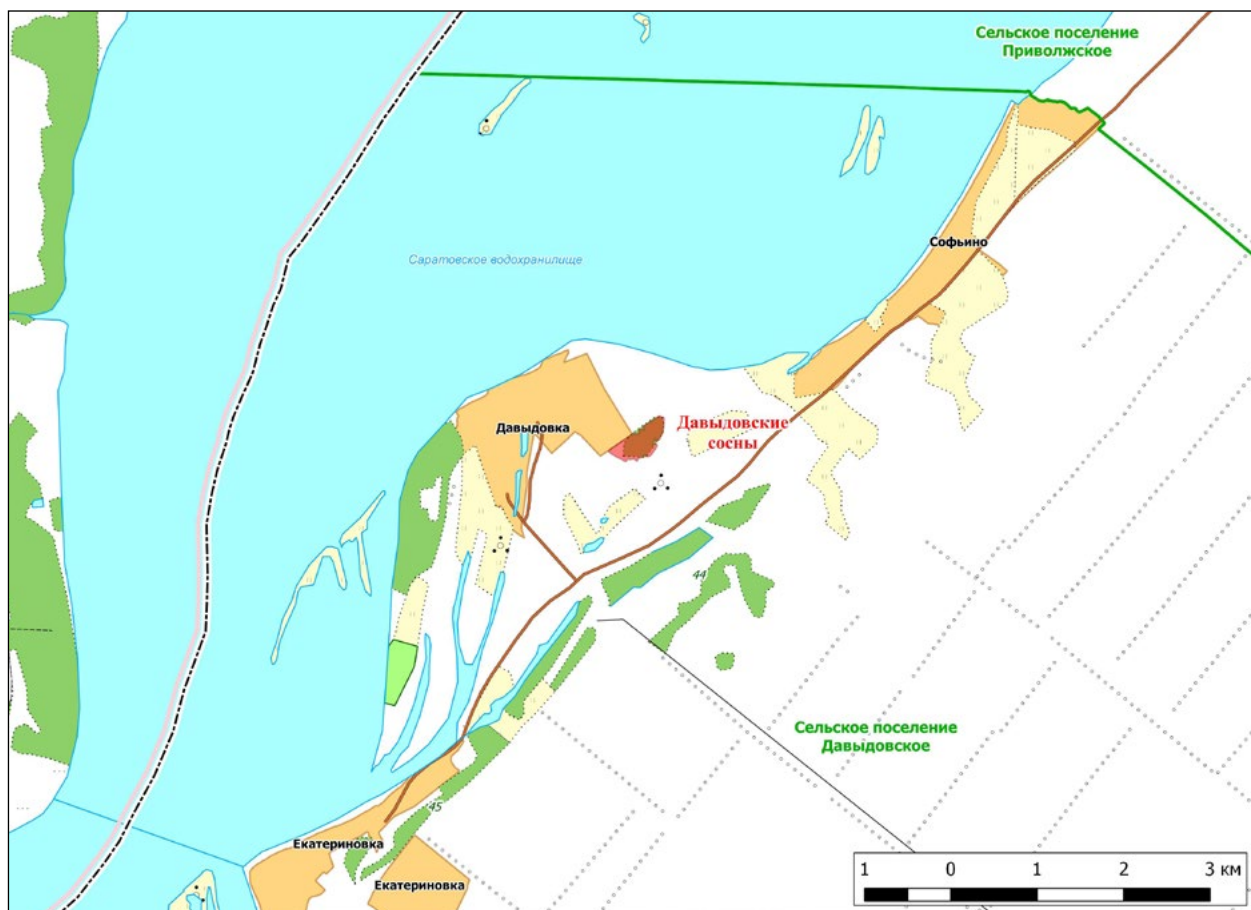 Сельское поселение
Приволжское
Софьино
Саратовское водохранилище
Давыдовка
Давыдовские
сосны
44
Сельское поселение
Давыдовское
45
Екатериновка
Екатериновка
1 0 1 2 3 км